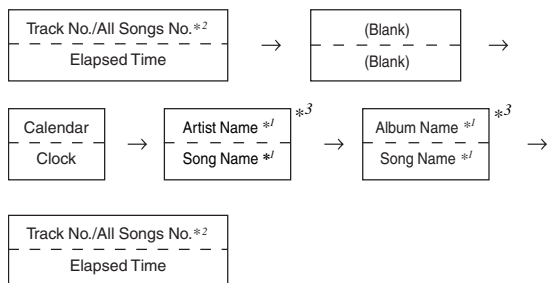 Track No./All Songs No.*2
Elapsed Time
→
(Blank)
(Blank)
→
Calendar
Clock
→
Artist Name *1
Song Name *1
*3
→
Album Name *1
Song Name *1
*3
→
Track No./All Songs No.*2
Elapsed Time